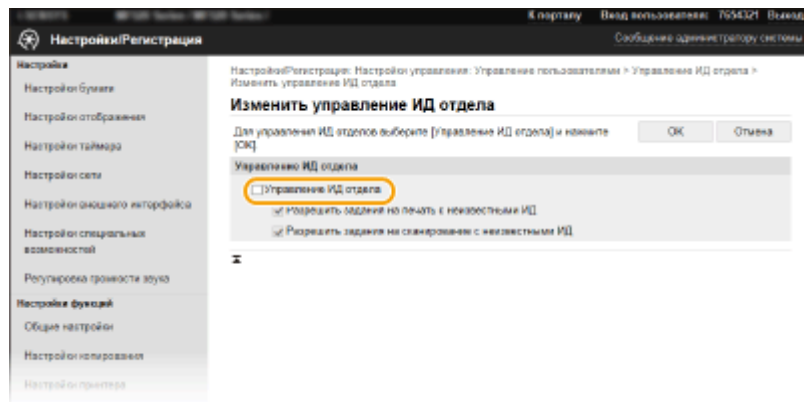 К порталу Вход пользователя: 7654321 Выход
Настройки/Регистрация
Сообщение администратору системы
Настройка
Настройки бумаги
Настройки отображения
Настройки таймера
Настройки сети
Настройки внешнего интерфейса
Настройки специальных
возможностей
Регулировка громкости звука
Настройки функций
Общие настройки
Настройки копирования
Настройки принтера
Настройки/Регистрация: Настройки управления: Управление пользователями > Управление ИД отдела >
Изменить управление ИД отдела
Изменить управление ИД отдела
Для управления ИД отделов выберите [Управление ИД отдела] и нажмите
[OK].
OK Отмена
Управление ИД отдела
Управление ИД отдела
Разрешить задания на печать с неизвестными ИД
Разрешить задания на сканирование с неизвестными ИД